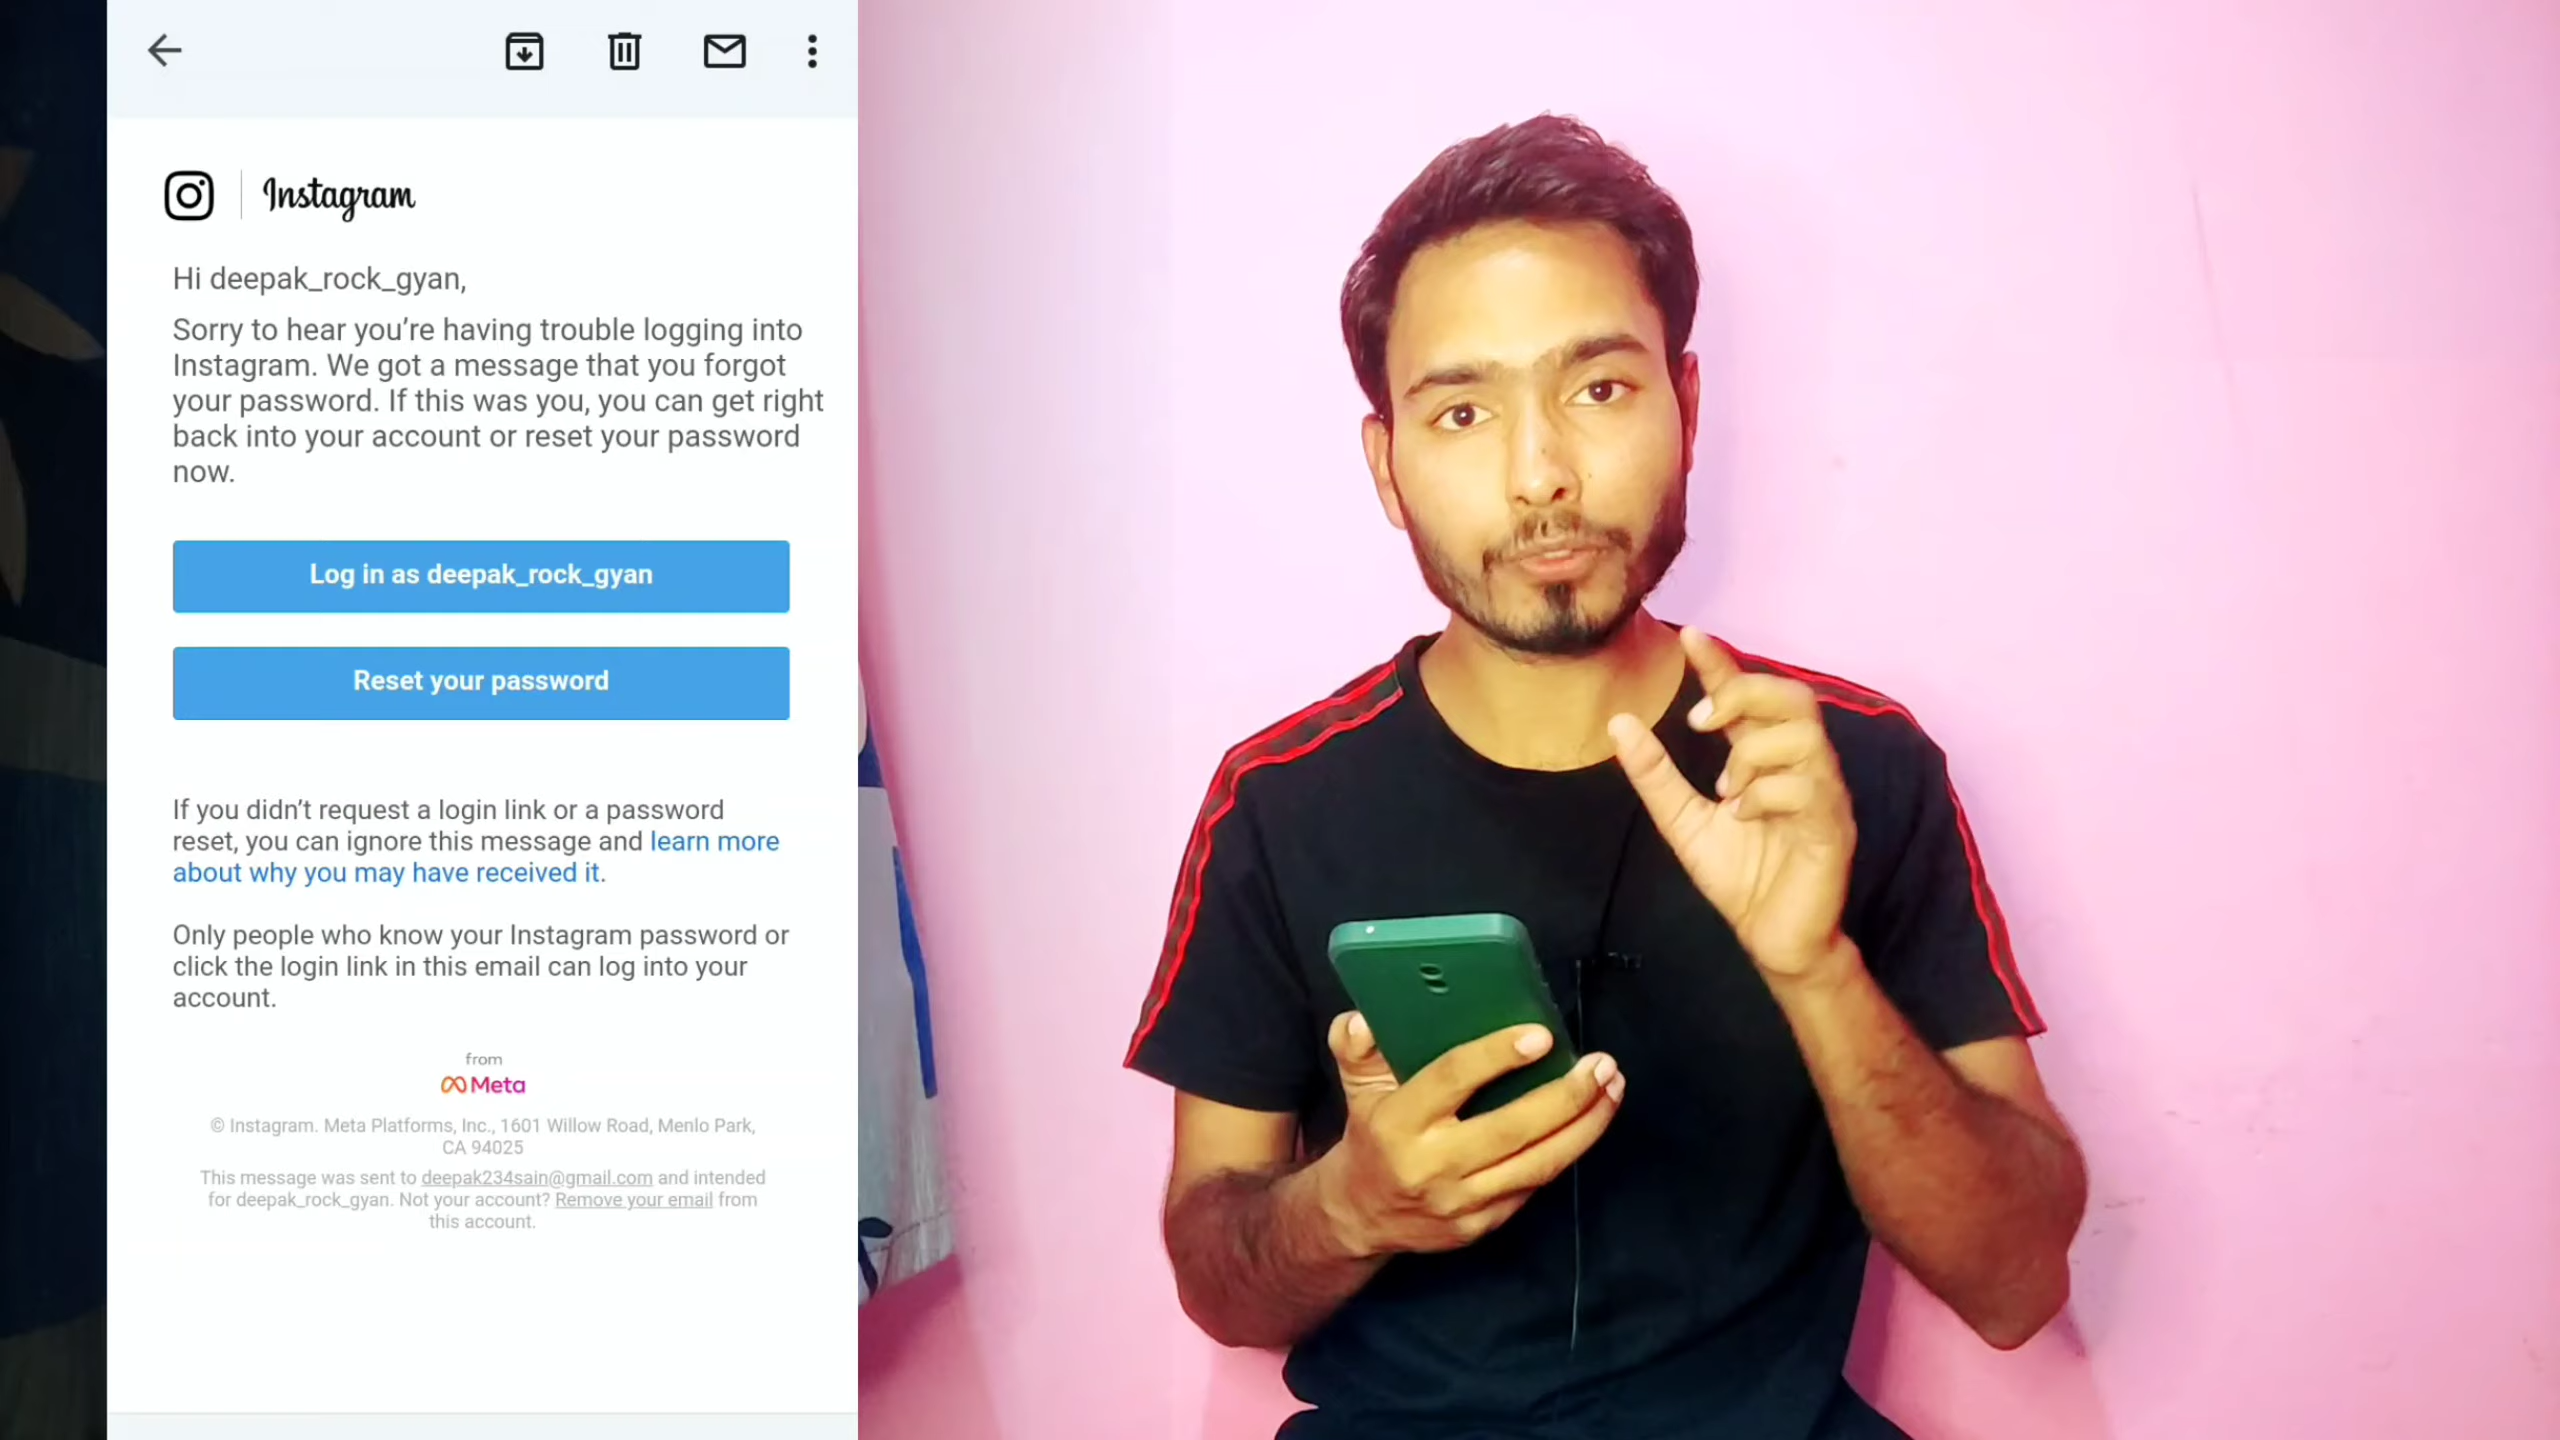 Instagram
Hi deepak_rock_gyan,
Sorry to hear you’re having trouble logging into
Instagram. We got a message that you forgot
your password. If this was you, you can get right
back into your account or reset your password
now.
Log in as deepak_rock_gyan
Reset your password
If you didn’t request a login link or a password
reset, you can ignore this message and learn more
about why you may have received it.
Only people who know your Instagram password or
click the login link in this email can log into your
account.
from
Meta
© Instagram. Meta Platforms, Inc., 1601 Willow Road, Menlo Park,
CA 94025
This message was sent to deepak234sain@gmail.com and intended
for deepak_rock_gyan. Not your account? Remove your email from
this account.